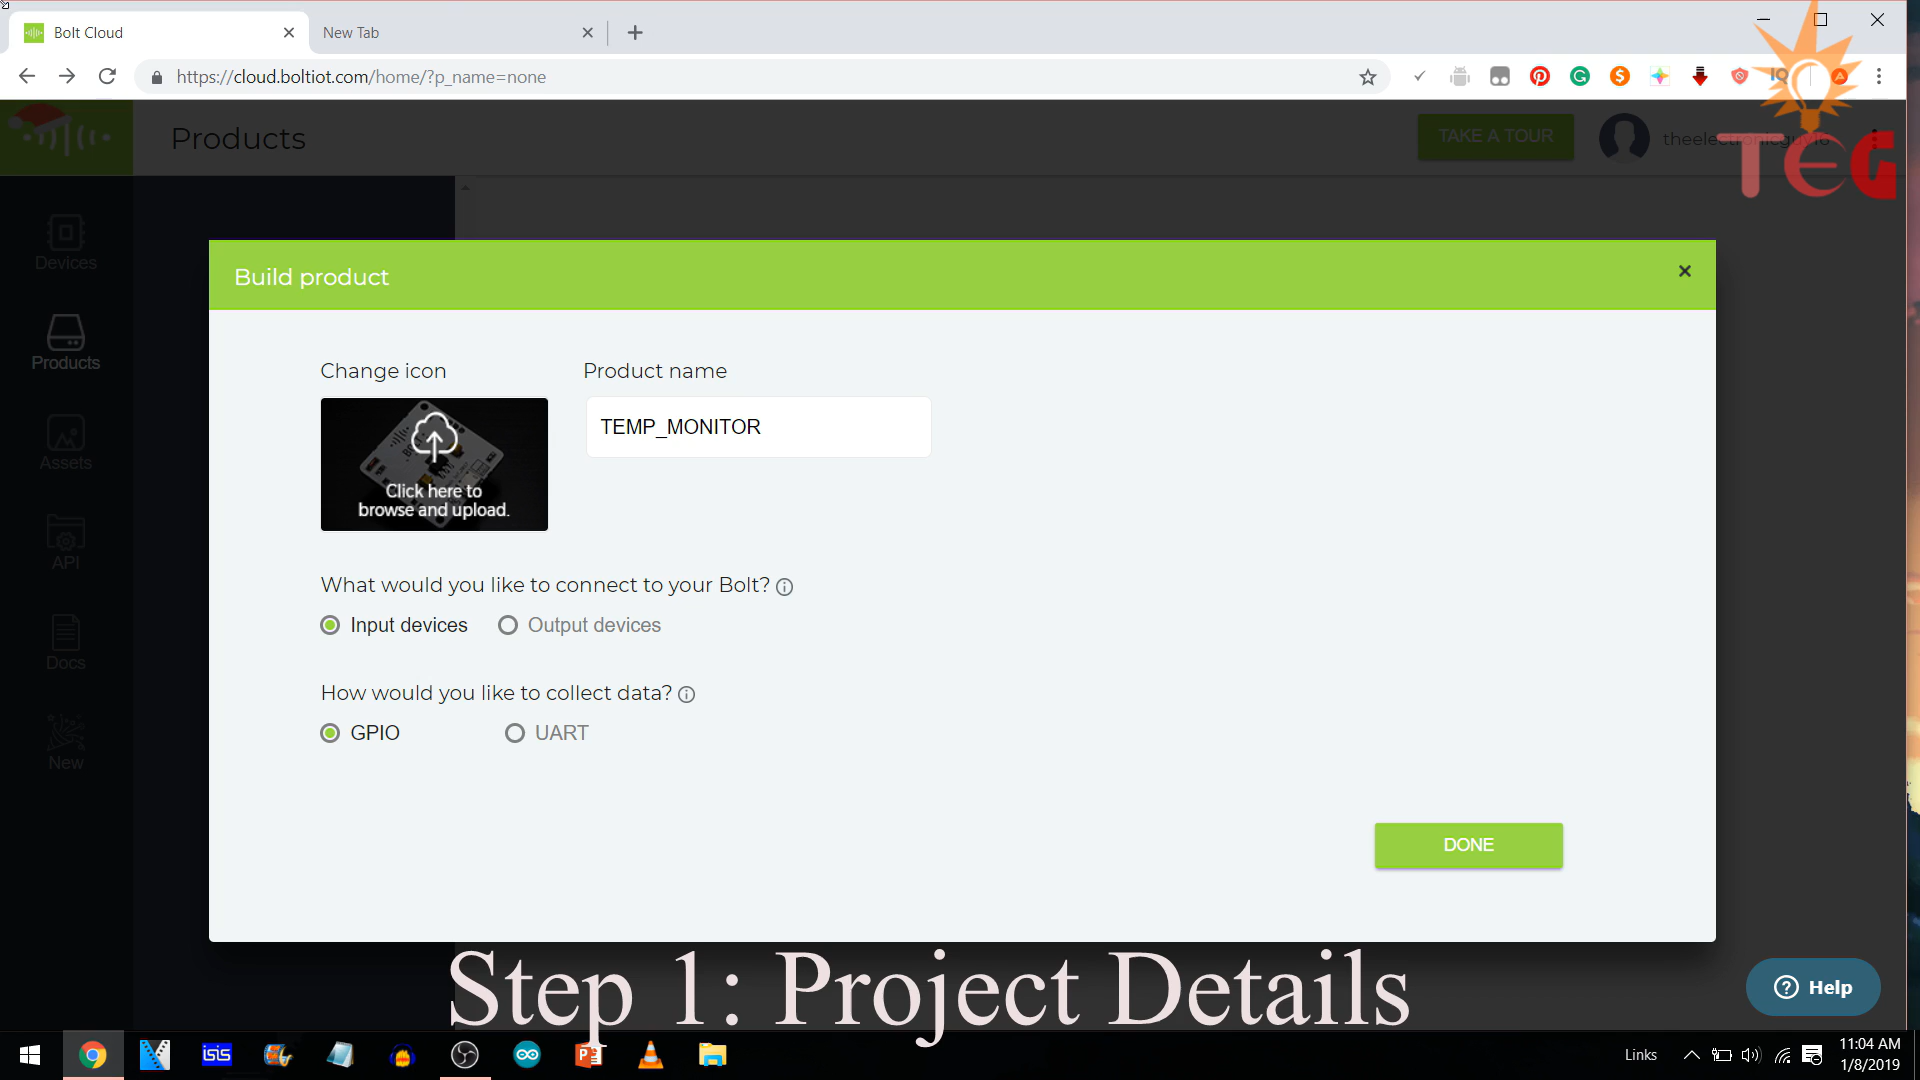 Bolt Cloud
New Tab
https://cloud.boltiot.com/home/?p_name=none
Products
TAKE A TOUR
theelectronicguide
TEG
Devices
Products
Assets
API
Docs
New
Build product
Change icon
Product name
Click here to
browse and upload.
TEMP_MONITOR
What would you like to connect to your Bolt?
Input devices
Output devices
How would you like to collect data?
GPIO
UART
DONE
Step 1: Project Details
Help
isis
Links
11:04 AM
1/8/2019